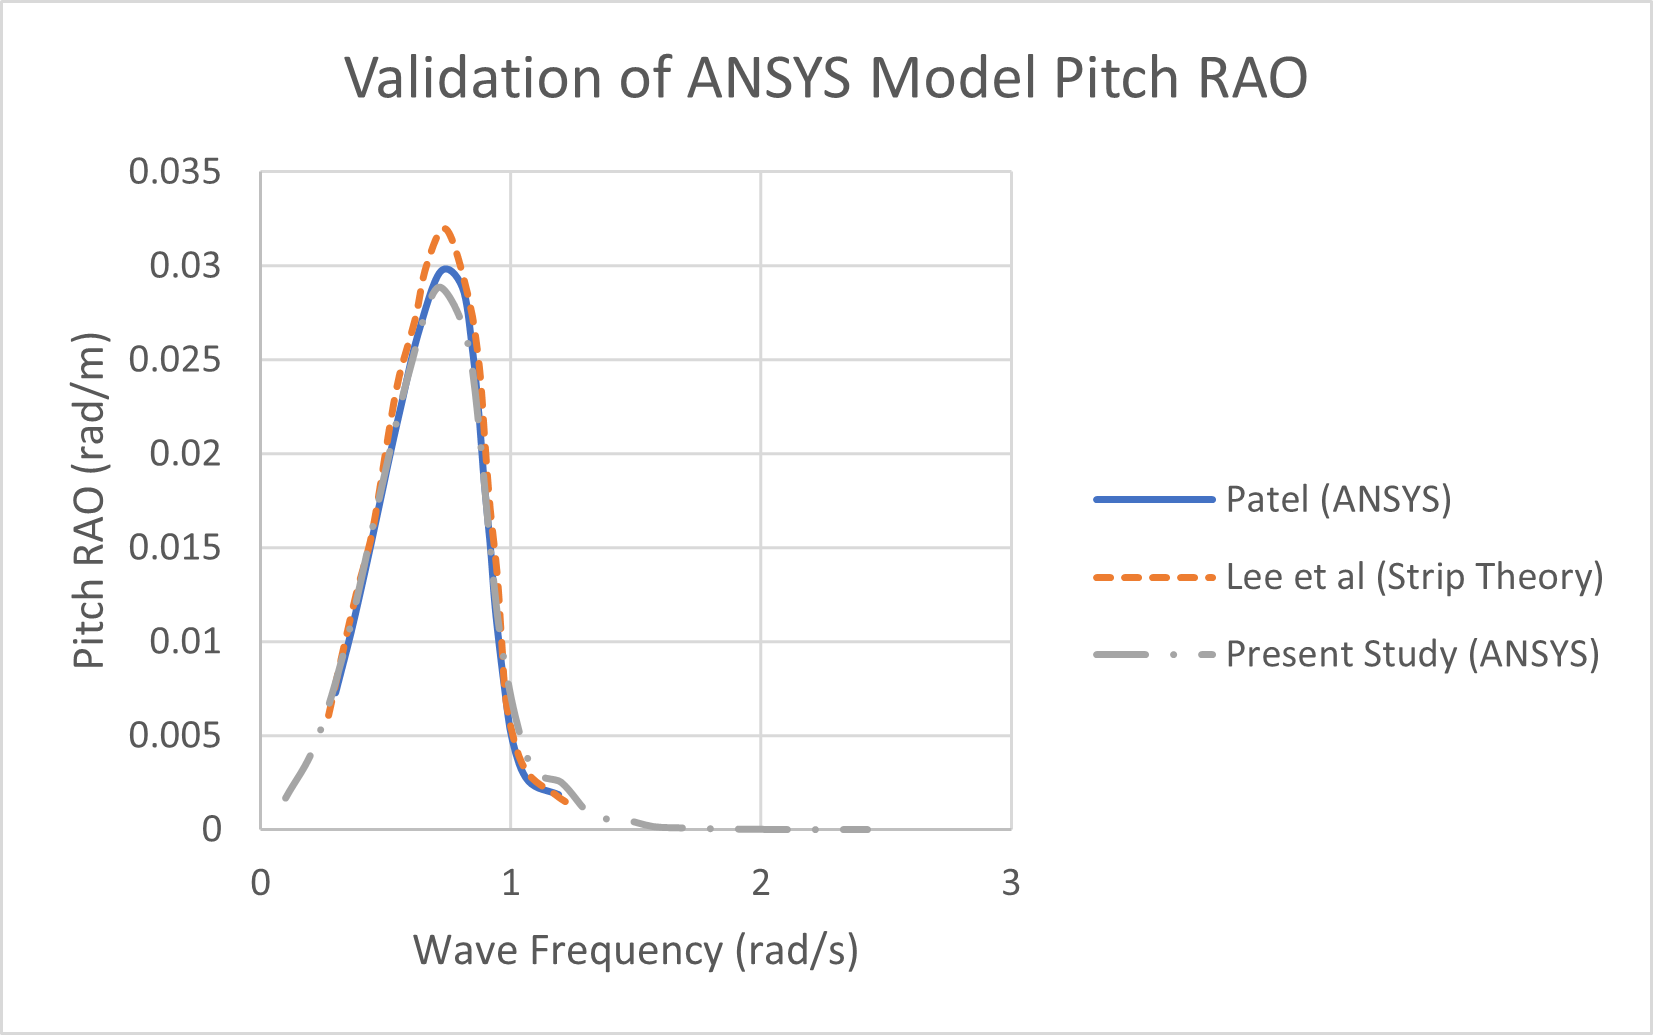 Validation of ANSYS Model Pitch RAO
0.035
0.03
0.025
0.02
0.015
0.01
0.005
0
Pitch RAO (rad/m)
0 1 2 3
Wave Frequency (rad/s)
Patel (ANSYS)
Lee et al (Strip Theory)
Present Study (ANSYS)